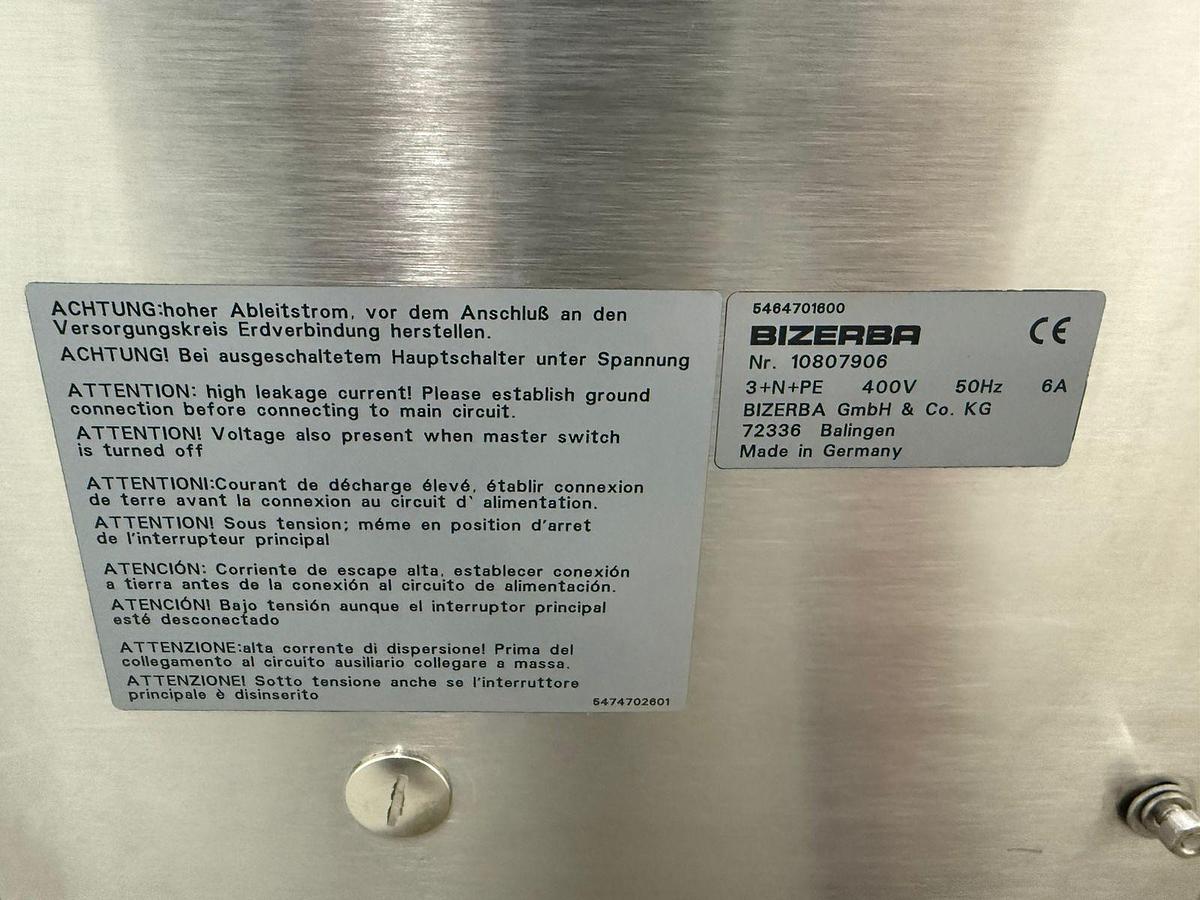 ACHTUNG:hoher Ableitstrom, vor dem Anschluß an den
Versorgungskreis Erdverbindung herstellen.
ACHTUNG! Bei ausgeschaltetem Hauptschalter unter Spannung
ATTENTION: high leakage current! Please establish ground
connection before connecting to main circuit.
ATTENTION! Voltage also present when master switch
is turned off
ATTENTIONI:Courant de décharge élevé, établir connexion
de terre avant la connexion au circuit d` alimentation.
ATTENTION! Sous tension; méme en position d'arret
de l'interrupteur principal
ATENCIÓN: Corriente de escape alta, establecer conexión
a tierra antes de la conexión al circuito de alimentación.
ATENCIÓN! Bajo tensión aunque el interruptor principal
esté desconectado
ATTENZIONE:alta corrente di dispersione! Prima del
collegamento al circuito ausiliario collegare a massa.
ATTENZIONE! Sotto tensione anche se l'interruttore
principale è disinserito
5474702601
5464701600
BIZERBA CE
Nr. 10807906
3+N+PE 400V 50Hz 6A
BIZERBA GmbH & Co. KG
72336 Balingen
Made in Germany